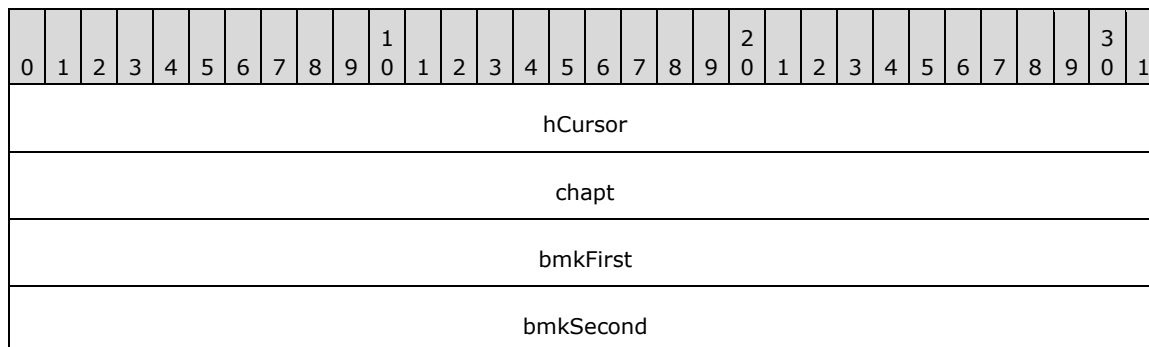 1 2 3
0 1 2 3 4 5 6 7 8 9 0 1 2 3 4 5 6 7 8 9 0 1 2 3 4 5 6 7 8 9 0 1
hCursor
chapt
bmkFirst
bmkSecond